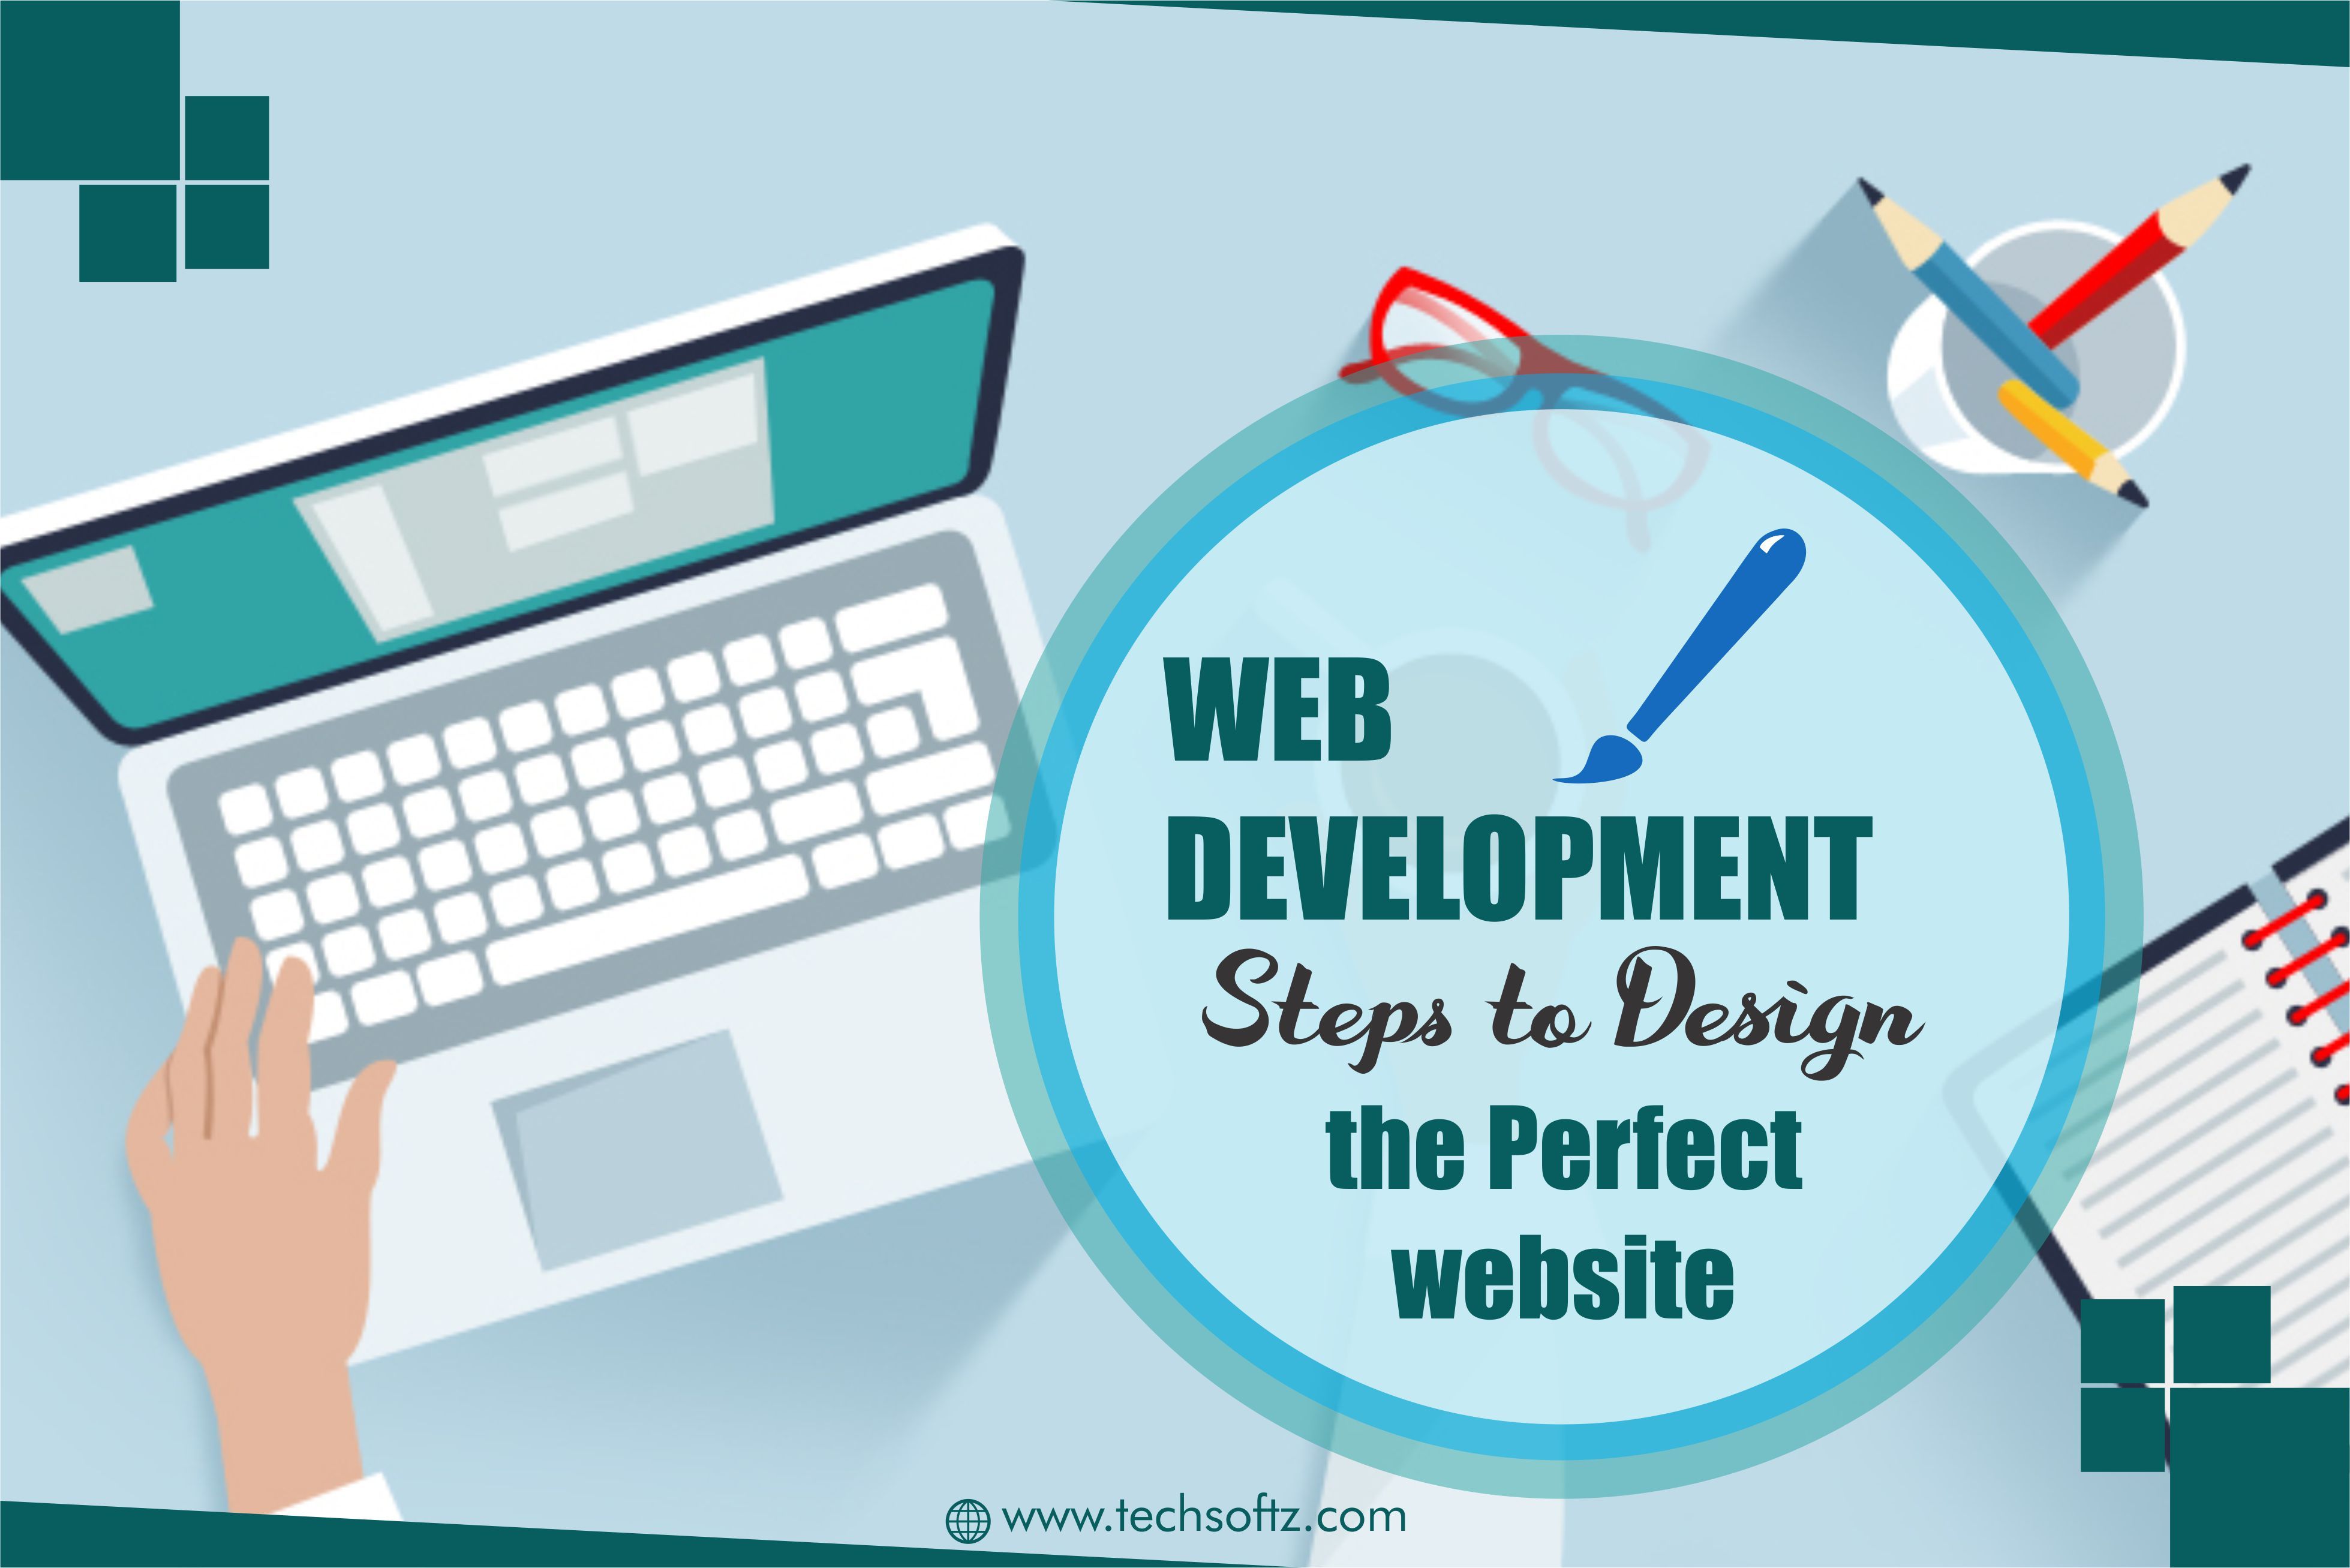 WEB
DEVELOPMENT
Steps to Design
the Perfect
website
www.techsoftz.com